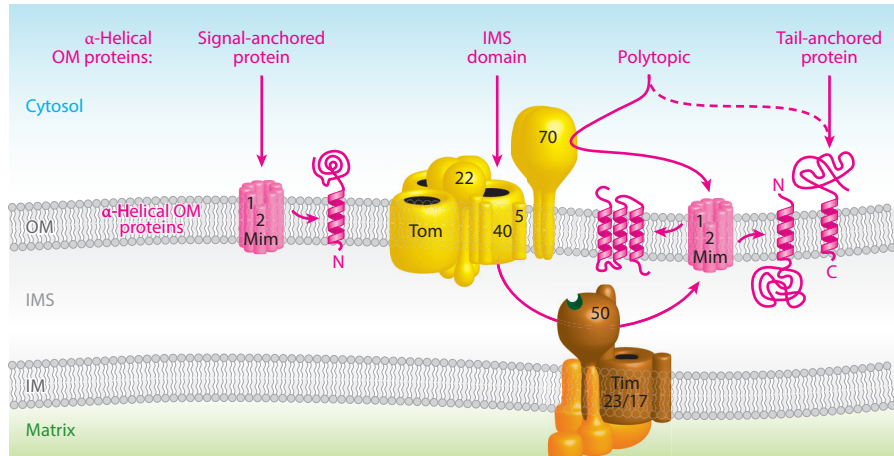 α-Helical
OM proteins:
Signal-anchored
protein
IMS
domain
Polytopic
Tail-anchored
protein
Cytosol
70
22
N
α-Helical OM
proteins
1
2
Mim
5
40
Tom
1
2
Mim
OM
N
C
IMS
50
IM
Tim
23/17
Matrix